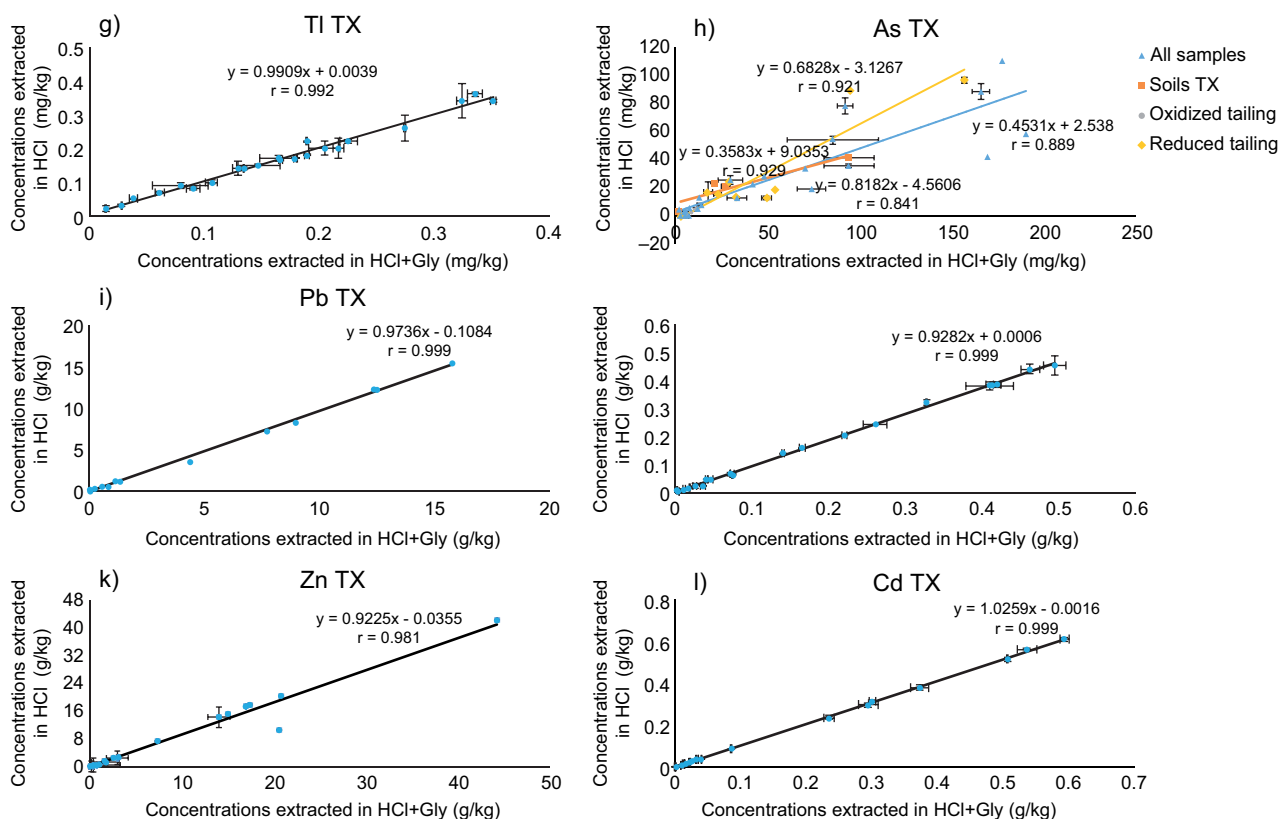 g) Tl TX
Concentrations extracted
in HCl (mg/kg)
0.5
0.4
0.3
0.2
0.1
0
y = 0.9909x + 0.0039
r = 0.992
0 0.1 0.2 0.3 0.4
Concentrations extracted in HCl+Gly (mg/kg)
h) As TX
Concentrations extracted
in HCl (mg/kg)
120
100
80
60
40
20
0
–20
y = 0.6828x - 3.1267
r = 0.921
y = 0.4531x + 2.538
r = 0.889
y = 0.3583x + 9.0353
r = 0.929
y = 0.8182x - 4.5606
r = 0.841
50 100 150 200 250
Concentrations extracted in HCl+Gly (mg/kg)
All samples
Soils TX
Oxidized tailing
Reduced tailing
i) Pb TX
Concentrations extracted
in HCl (g/kg)
20
15
10
5
0
y = 0.9736x - 0.1084
r = 0.999
5 10 15 20
Concentrations extracted in HCl+Gly (g/kg)
Concentrations extracted
in HCl (g/kg)
0.6
0.5
0.4
0.3
0.2
0.1
0
y = 0.9282x + 0.0006
r = 0.999
0 0.1 0.2 0.3 0.4 0.5 0.6
Concentrations extracted in HCl+Gly (g/kg)
k) Zn TX
Concentrations extracted
in HCl (g/kg)
48
40
32
24
16
8
0
y = 0.9225x - 0.0355
r = 0.981
0 10 20 30 40 50
Concentrations extracted in HCl+Gly (g/kg)
l) Cd TX
Concentrations extracted
in HCl (g/kg)
0.8
0.6
0.4
0.2
0
y = 1.0259x - 0.0016
r = 0.999
0 0.1 0.2 0.3 0.4 0.5 0.6 0.7
Concentrations extracted in HCl+Gly (g/kg)